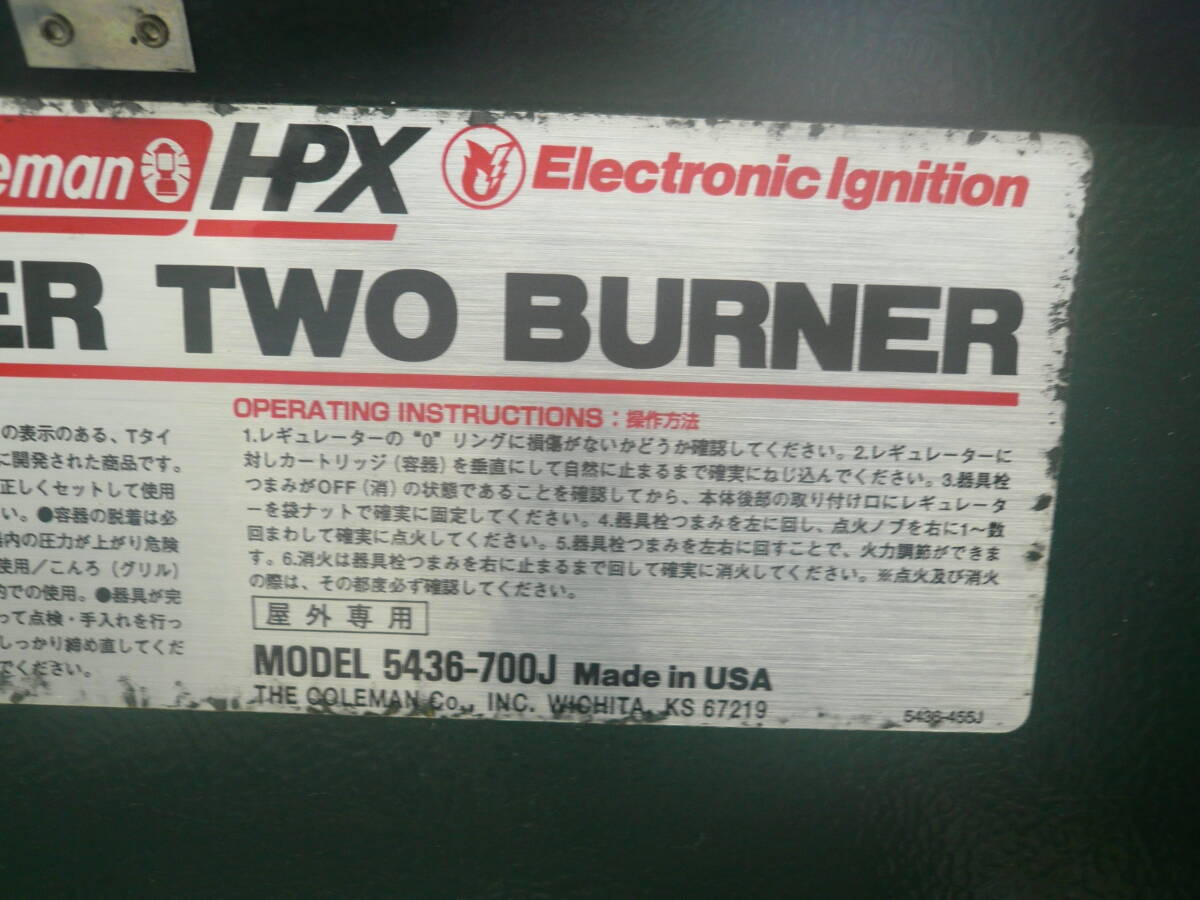 eman HPX Electronic Ignition
ER TWO BURNER
OPERATING INSTRUCTIONS：操作方法
1.レギュレーターの "O" リングに損傷がないかどうか確認してください。2.レギュレーターに
対しカートリッジ（容器）を垂直にして自然に止まるまで確実にねじ込んでください。3.器具栓
つまみがOFF（消）の状態であることを確認してから、本体後部の取り付け口にレギュレータ
ーを袋ナットで確実に固定してください。4.器具栓つまみを左に回し、点火ノブを右に1〜数
回まわして確実に点火してください。5.器具栓つまみを左右に回すことで、火力調節ができま
す。6.消火は器具栓つまみを右に止まるまで回して確実に消火してください。※点火及び消火
の際は、その都度必ず確認してください。
の表示のある、Tタイ
に開発された商品です。
正しくセットして使用
い。●容器の脱着は必
器内の圧力が上がり危険
使用／こんろ（グリル）
内での使用。●器具が完
って点検・手入れを行っ
しっかり締め直してくだ
でください。
屋外専用
MODEL 5436-700J Made in USA
THE COLEMAN Co., INC. WICHITA, KS 67219
5436-455J